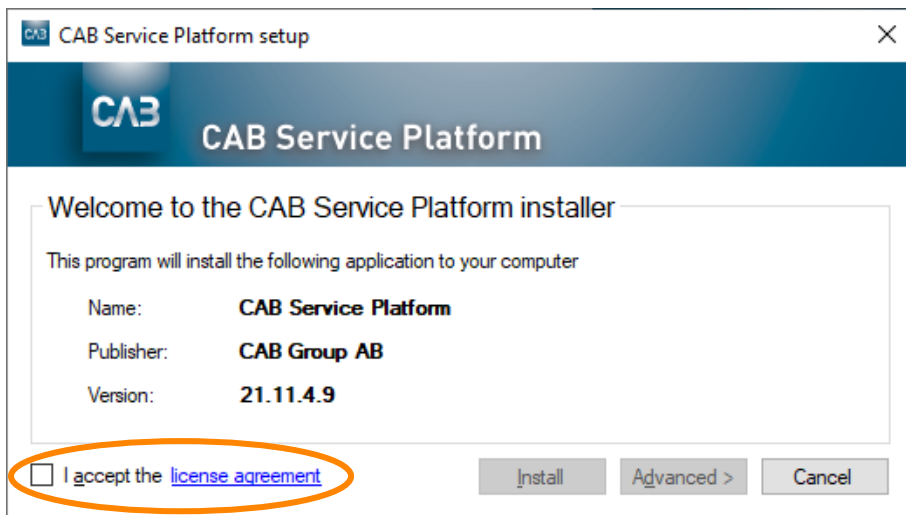 CAB CAB Service Platform setup
CAB
CAB Service Platform
Welcome to the CAB Service Platform installer
This program will install the following application to your computer
Name: CAB Service Platform
Publisher: CAB Group AB
Version: 21.11.4.9
I accept the license agreement Install Advanced > Cancel